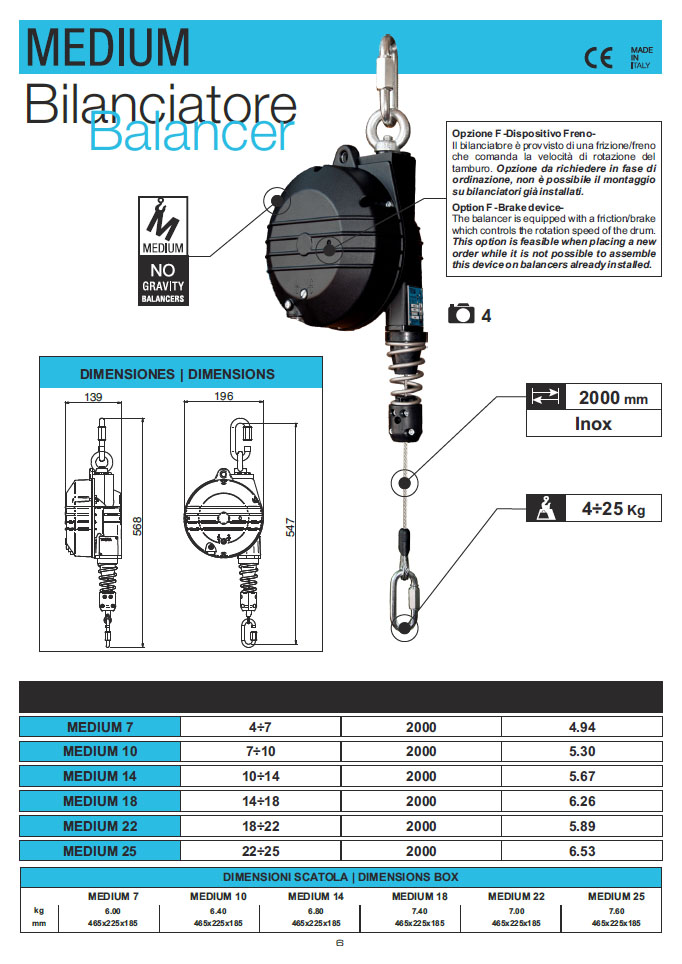 MEDIUM
CE
MADE
IN
ITALY
Bilanciatore
Balancer
Opzione F -Dispositivo Freno-
Il bilanciatore è provvisto di una frizione/freno
che comanda la velocità di rotazione del
tamburo. Opzione da richiedere in fase di
ordinazione, non è possibile il montaggio
su bilanciatori già installati.
Option F -Brake device-
The balancer is equipped with a friction/brake
which controls the rotation speed of the drum.
This option is feasible when placing a new
order while it is not possible to assemble
this device on balancers already installed.
M
MEDIUM
NO
GRAVITY
BALANCERS
4
DIMENSIONES | DIMENSIONS
139
196
568
547
2000 mm
Inox
4÷25 Kg
MEDIUM 7 4÷7 2000 4.94
MEDIUM 10 7÷10 2000 5.30
MEDIUM 14 10÷14 2000 5.67
MEDIUM 18 14÷18 2000 6.26
MEDIUM 22 18÷22 2000 5.89
MEDIUM 25 22÷25 2000 6.53
DIMENSIONI SCATOLA | DIMENSIONS BOX
MEDIUM 7 MEDIUM 10 MEDIUM 14 MEDIUM 18 MEDIUM 22 MEDIUM 25
kg 6.00 6.40 6.80 7.40 7.00 7.60
mm 465x225x185 465x225x185 465x225x185 465x225x185 465x225x185 465x225x185
6